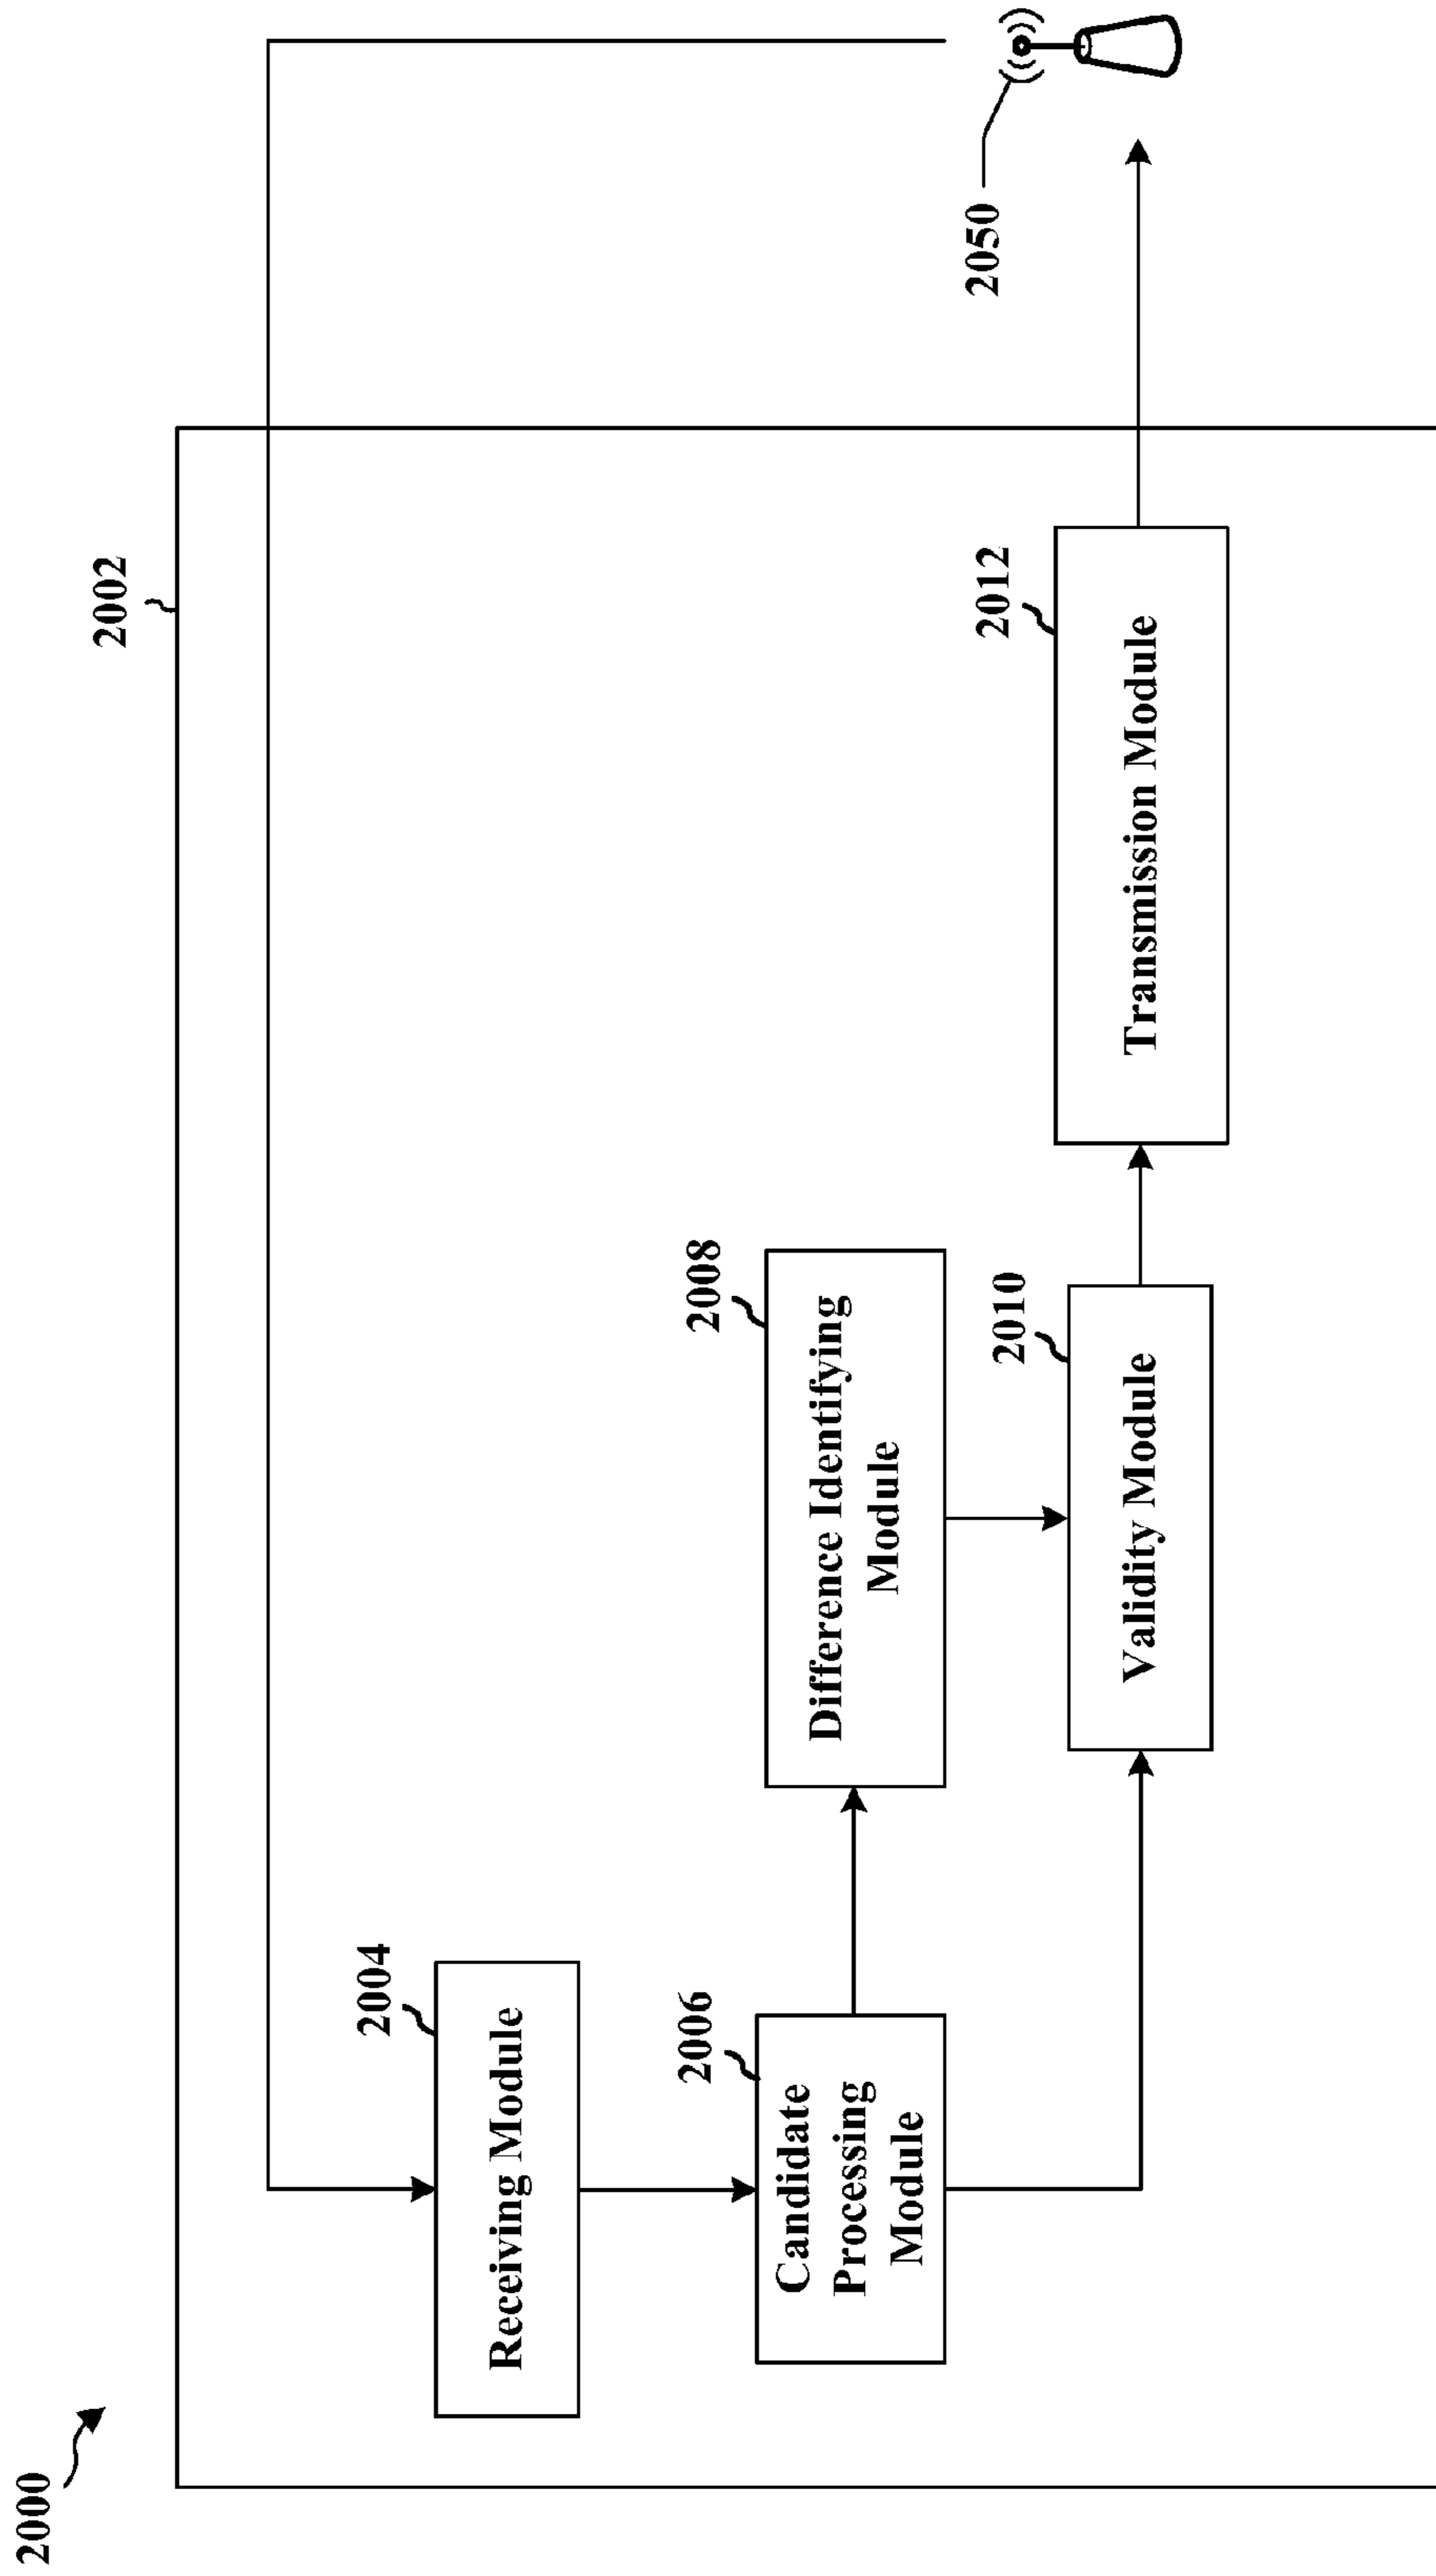 2000
2002
2004
Receiving Module
2006
Candidate
Processing
Module
2008
Difference Identifying
Module
2010
Validity Module
2012
Transmission Module
2050